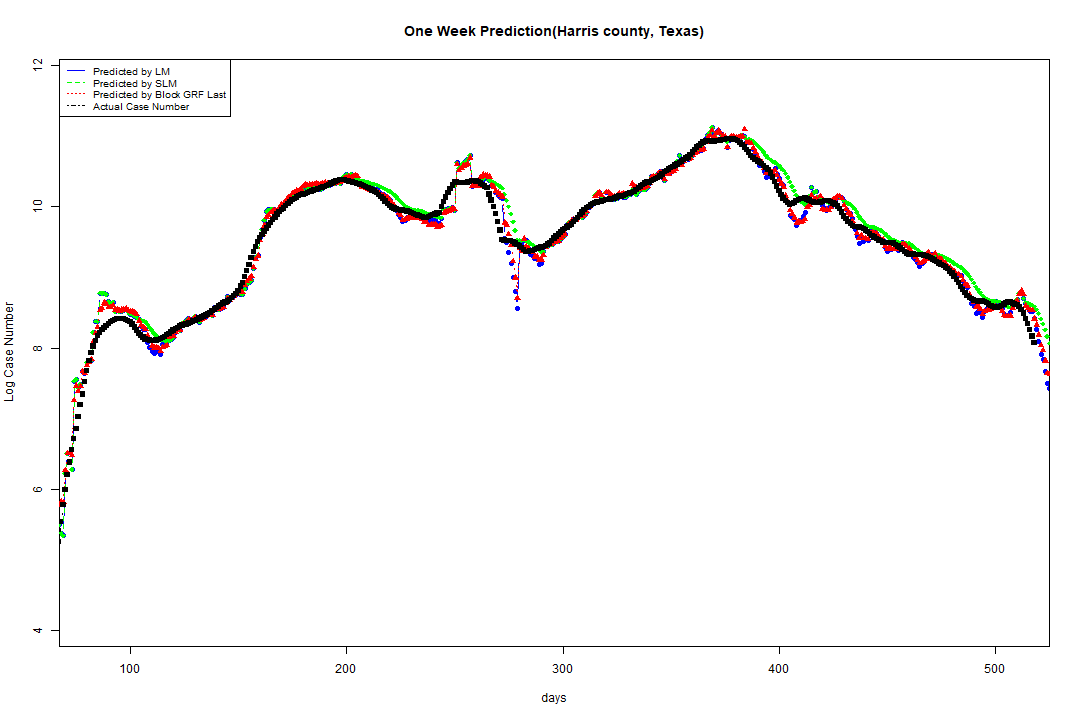 One Week Prediction(Harris county, Texas)
Predicted by LM
Predicted by SLM
Predicted by Block GRF Last
Actual Case Number
12
10
8
6
4
Log Case Number
100
200
300
400
500
days